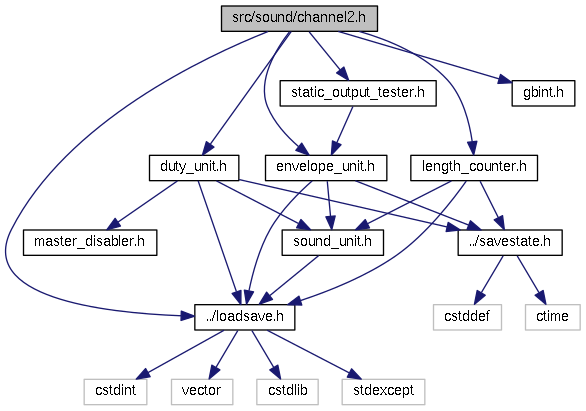 src/sound/channel2.h
static_output_tester.h
gbint.h
duty_unit.h
envelope_unit.h
length_counter.h
master_disabler.h
sound_unit.h
../savestate.h
../loadsave.h
cstddef
ctime
cstdint
vector
cstdlib
stdexcept